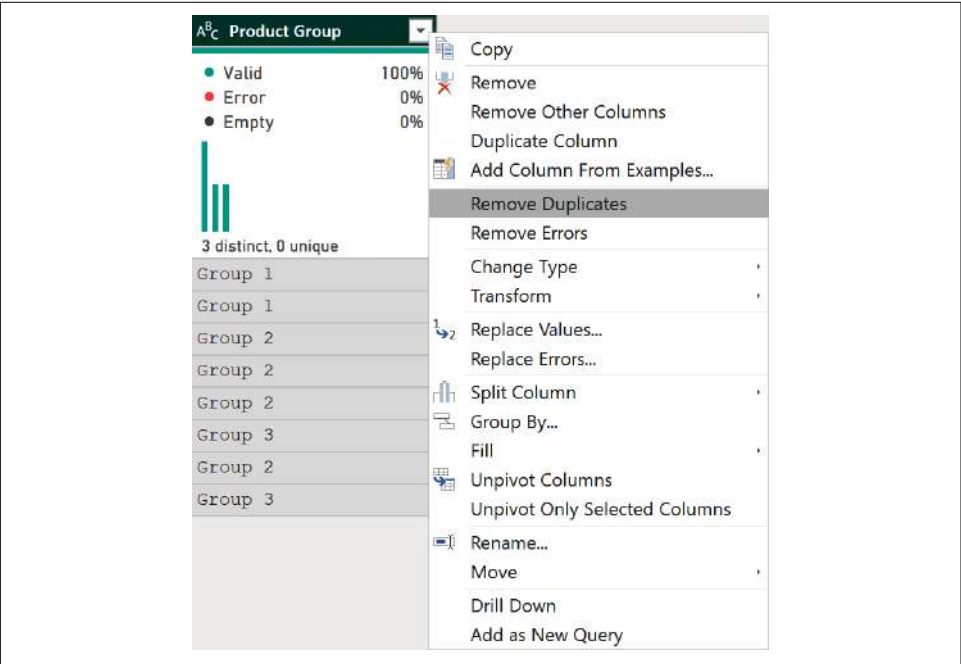 ABC Product Group
Valid 100%
Error 0%
Empty 0%
3 distinct, 0 unique
Group 1
Group 1
Group 2
Group 2
Group 2
Group 3
Group 2
Group 3
Copy
Remove
Remove Other Columns
Duplicate Column
Add Column From Examples...
Remove Duplicates
Remove Errors
Change Type
Transform
1 2 Replace Values...
Replace Errors...
Split Column
Group By...
Fill
Unpivot Columns
Unpivot Only Selected Columns
Rename...
Move
Drill Down
Add as New Query